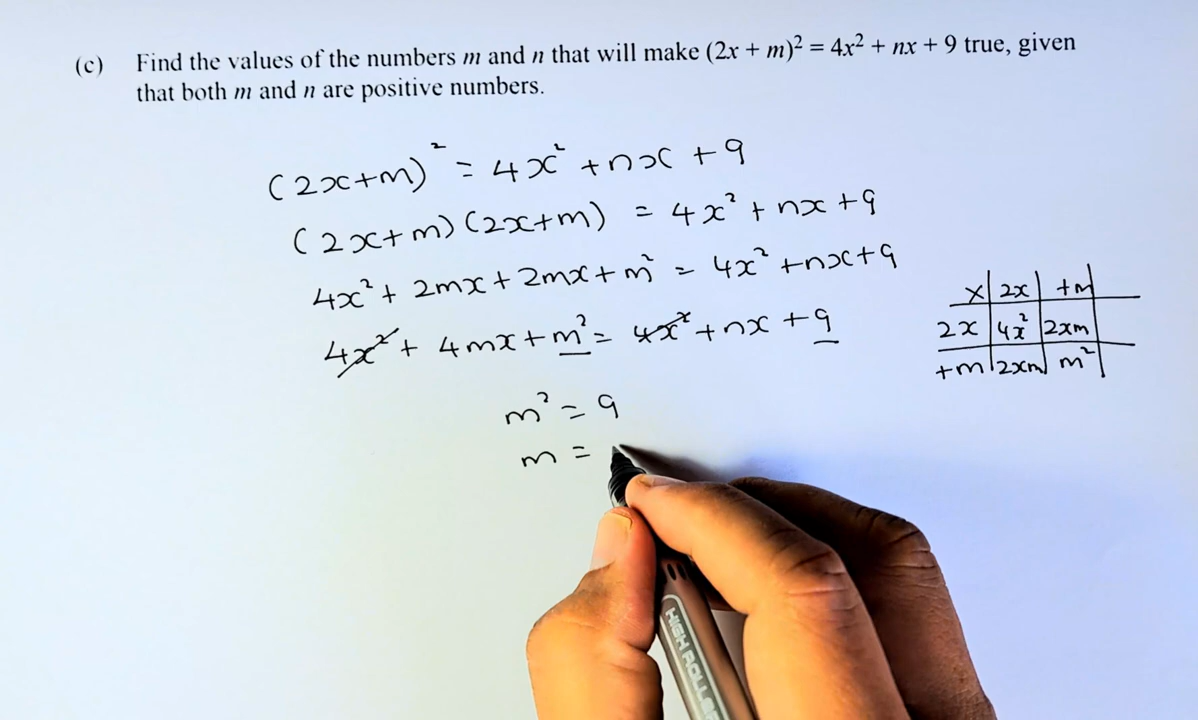 (c) Find the values of the numbers m and n that will make (2x + m)² = 4x² + nx + 9 true, given
that both m and n are positive numbers.
(2x+m)² = 4x² + nx + 9
(2x+m)(2x+m) = 4x² + nx + 9
4x² + 2mx + 2mx + m² = 4x² + nx + 9
4x² + 4mx + m² = 4x² + nx + 9
m² = 9
m =
x 2x +m
2x 4x² 2xm
+m 2xm m²
HIGH ROLLER